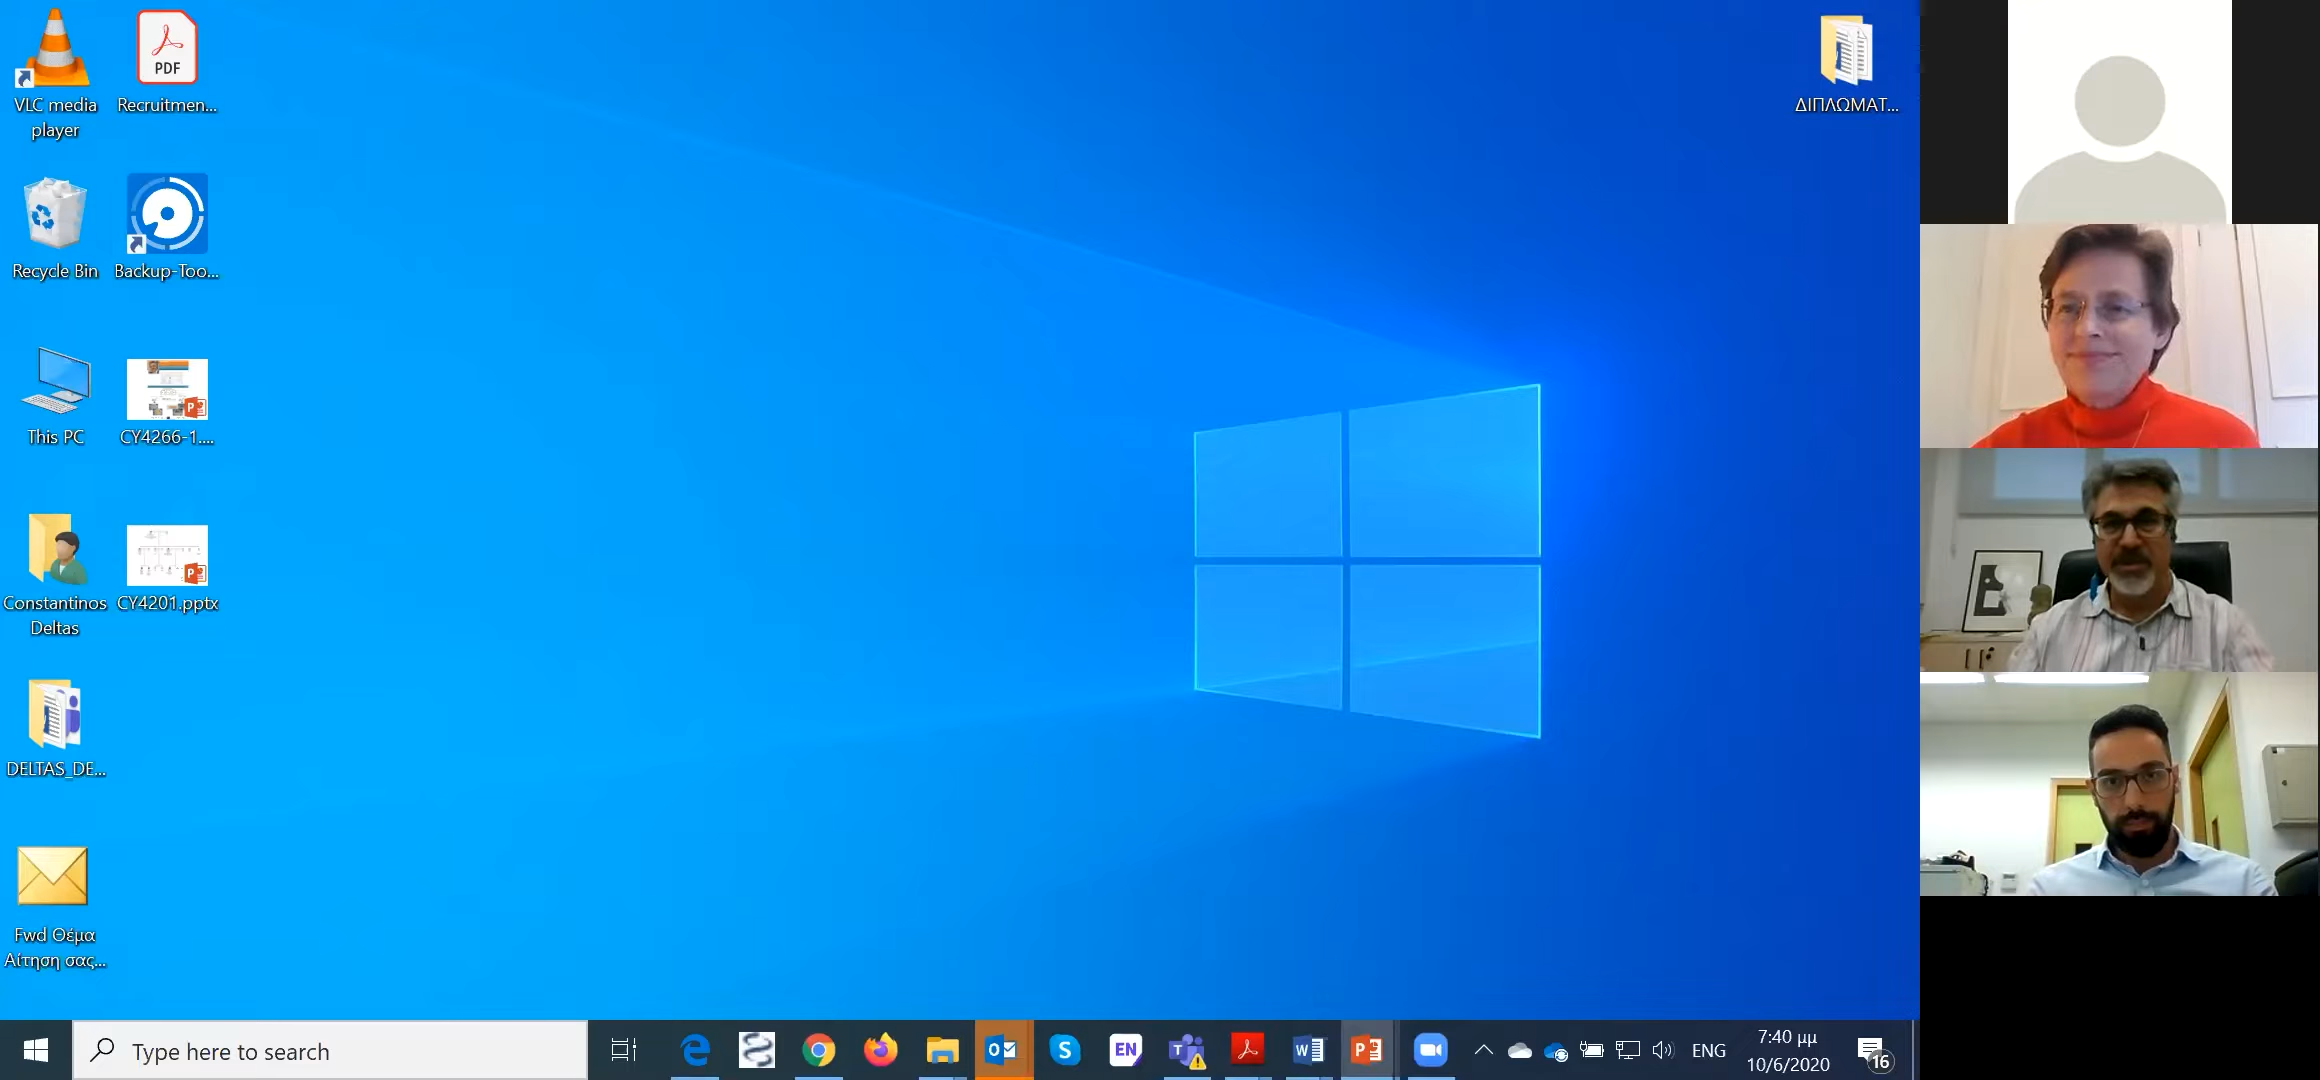 VLC media
player
PDF
Recruitmen...
Recycle Bin
Backup-Too...
This PC
CY4266-1....
Constantinos
Deltas
CY4201.pptx
DELTAS_DE...
Fwd Θέμα
Αίτηση σας...
ΔΙΠΛΩΜΑΤ...
Type here to search
EN
ENG
7:40 μμ
10/6/2020
16